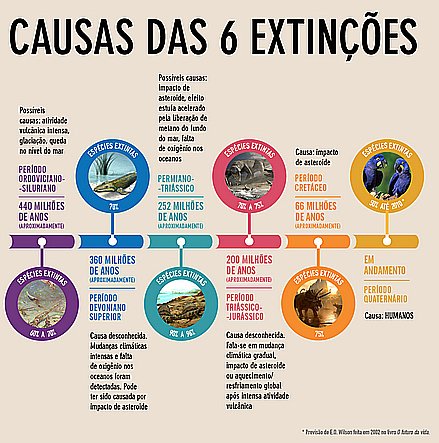 CAUSAS DAS 6 EXTINÇÕES
Possíveis
causas: atividade
vulcânica intensa,
glaciação, queda
no nível do mar
PERÍODO
ORDOVICIANO-
-SILURIANO
440 MILHÕES
DE ANOS
(APROXIMADAMENTE)
ESPÉCIES EXTINTAS
60% A 70%
ESPÉCIES EXTINTAS
70%
360 MILHÕES
DE ANOS
(APROXIMADAMENTE)
PERÍODO
DEVONIANO
SUPERIOR
Causa desconhecida.
Mudanças climáticas
intensas e falta
de oxigênio nos
oceanos foram
detectadas. Pode
ter sido causada por
impacto de asteroide
Possíveis causas:
impacto de
asteroide, efeito
estufa acelerado
pela liberação de
metano do fundo
do mar, falta
de oxigênio nos
oceanos
PERMIANO-
-TRIÁSSICO
252 MILHÕES
DE ANOS
(APROXIMADAMENTE)
ESPÉCIES EXTINTAS
90% A 96%
ESPÉCIES EXTINTAS
70% A 75%
200 MILHÕES
DE ANOS
(APROXIMADAMENTE)
PERÍODO
TRIÁSSICO-
-JURÁSSICO
Causa desconhecida.
Fala-se em mudança
climática gradual,
impacto de asteroide
ou aquecimento/
resfriamento global
após intensa atividade
vulcânica
Causa: impacto
de asteroide
PERÍODO
CRETÁCEO
66 MILHÕES
DE ANOS
(APROXIMADAMENTE)
ESPÉCIES EXTINTAS
75%
ESPÉCIES EXTINTAS
EM
ANDAMENTO
PERÍODO
QUATERNÁRIO
Causa: HUMANOS
* Previsão de E.O. Wilson feita em 2002 no livro O futuro da vida.